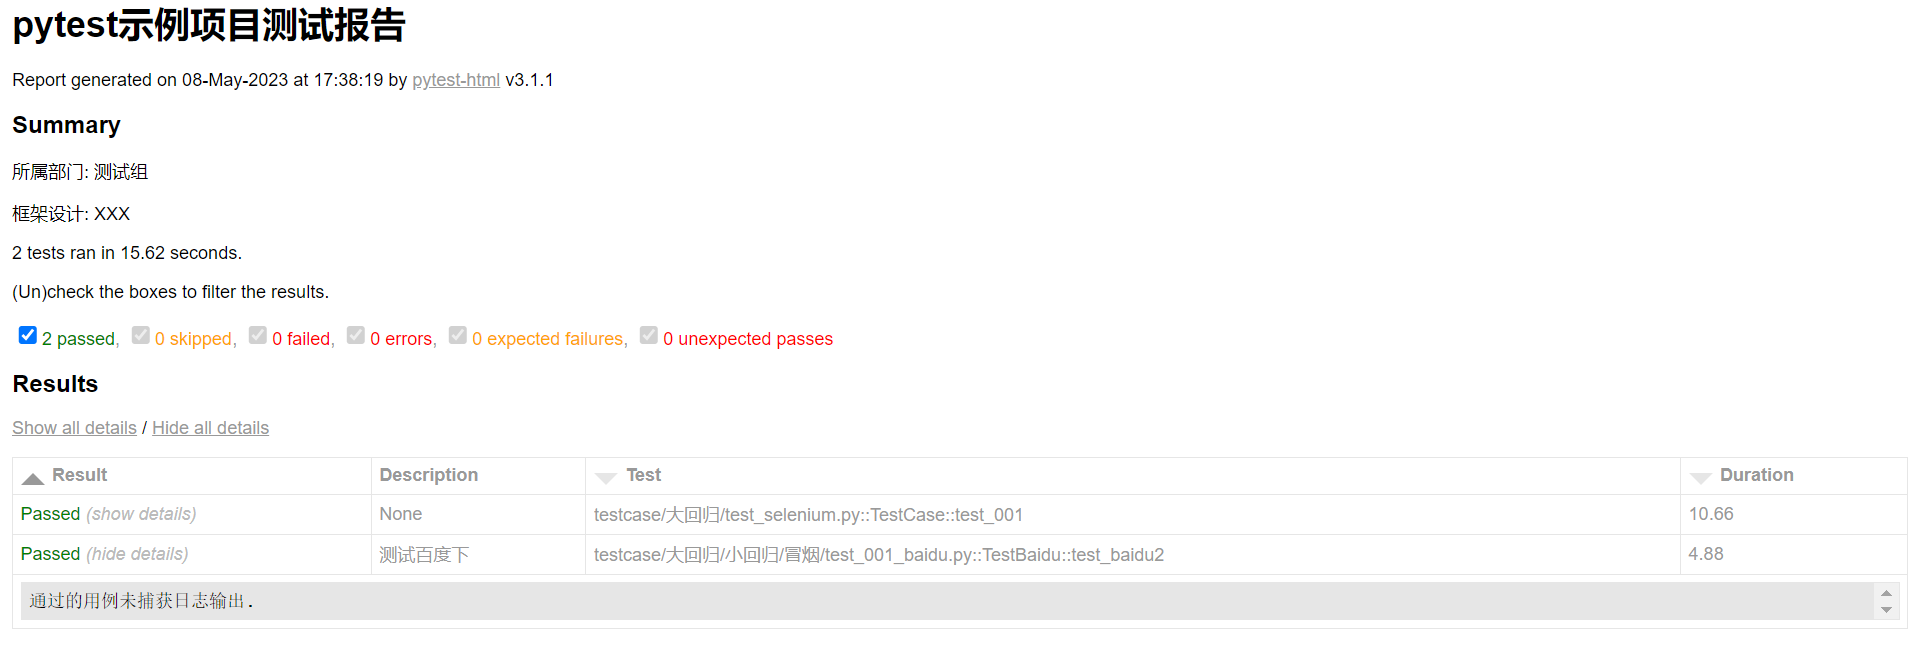 pytest示例项目测试报告
Report generated on 08-May-2023 at 17:38:19 by pytest-html v3.1.1
Summary
所属部门: 测试组
框架设计: XXX
2 tests ran in 15.62 seconds.
(Un)check the boxes to filter the results.
2 passed, 0 skipped, 0 failed, 0 errors, 0 expected failures, 0 unexpected passes
Results
Show all details / Hide all details
Result Description Test Duration
Passed (show details) None testcase/大回归/test_selenium.py::TestCase::test_001 10.66
Passed (hide details) 测试百度下 testcase/大回归/小回归/冒烟/test_001_baidu.py::TestBaidu::test_baidu2 4.88
通过的用例未捕获日志输出.